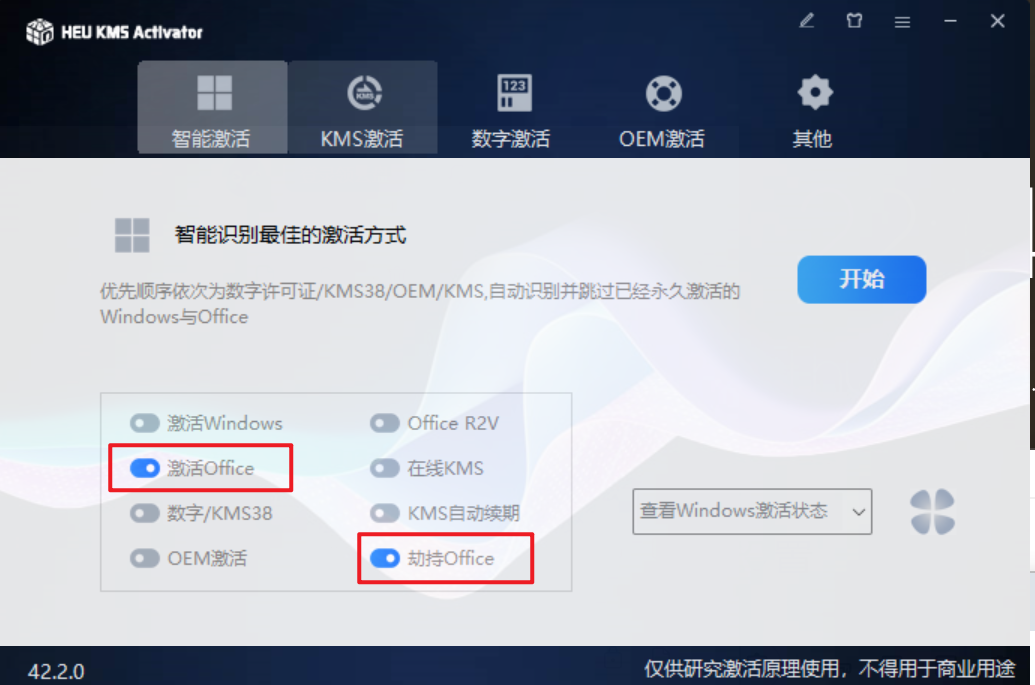 HEU KMS Activator
智能激活
KMS
KMS激活
123
数字激活
OEM激活
其他
智能识别最佳的激活方式
优先顺序依次为数字许可证/KMS38/OEM/KMS,自动识别并跳过已经永久激活的
Windows与Office
开始
激活Windows
Office R2V
激活Office
在线KMS
数字/KMS38
KMS自动续期
OEM激活
劫持Office
查看Windows激活状态
42.2.0
仅供研究激活原理使用，不得用于商业用途